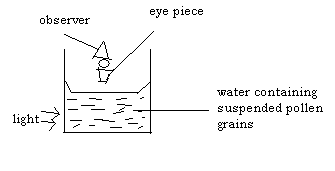 eye piece
observer
water containing
suspended pollen
grains
light